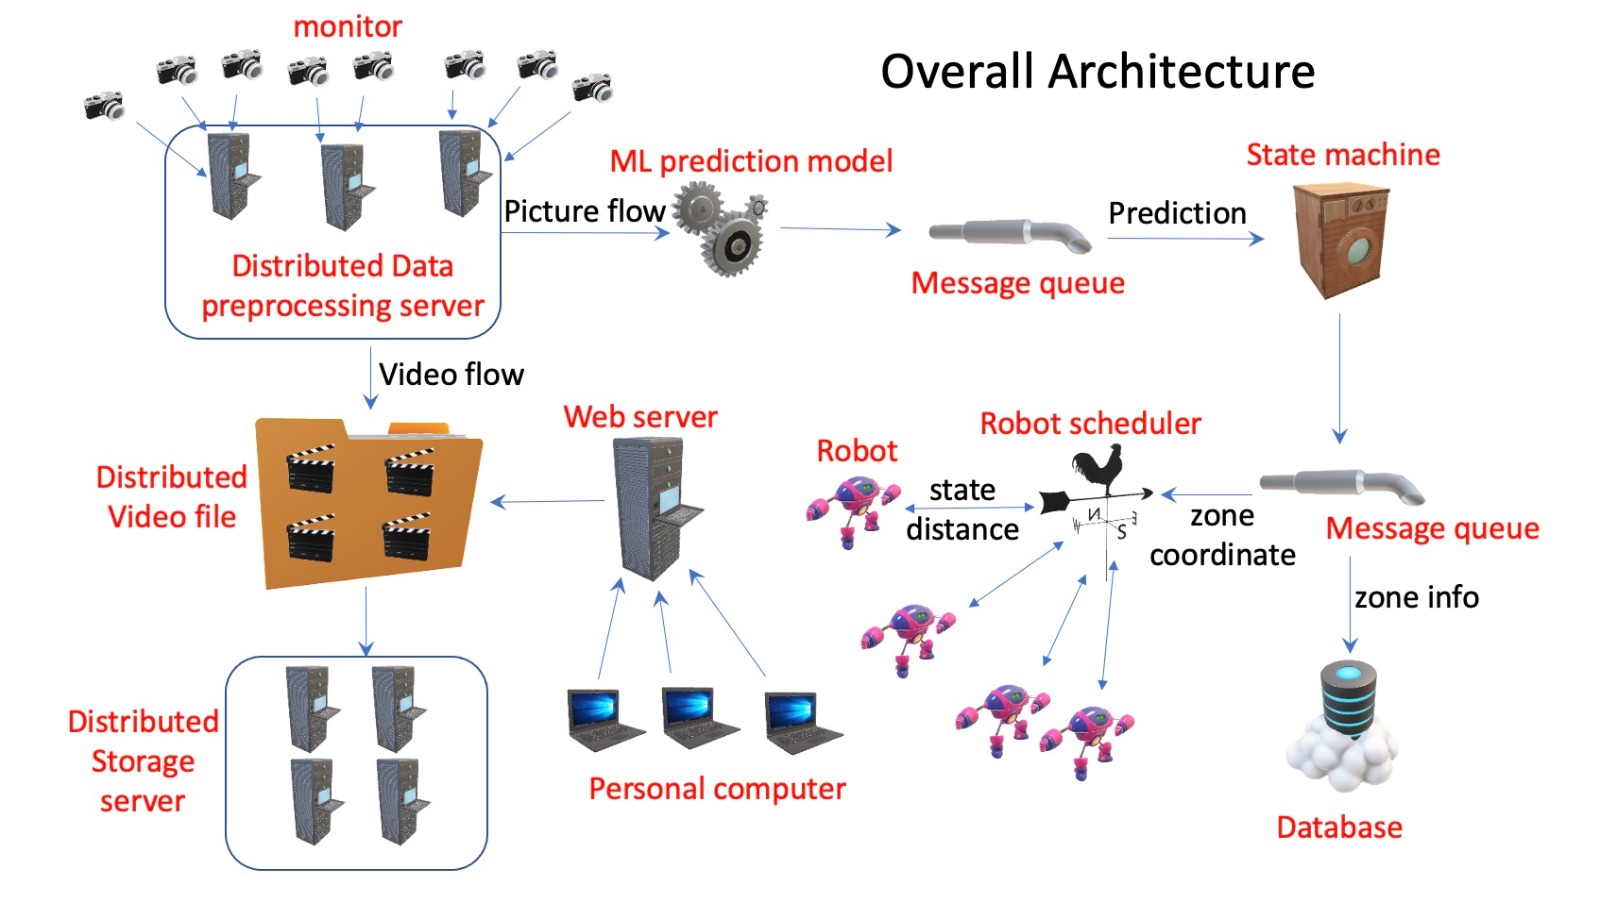 monitor
Overall Architecture
ML prediction model
State machine
Picture flow
Prediction
Distributed Data
preprocessing server
Message queue
Video flow
Web server
Robot scheduler
Robot
Distributed
Video file
state
distance
zone
coordinate
Message queue
N
W
E
S
zone info
Distributed
Storage
server
Personal computer
Database